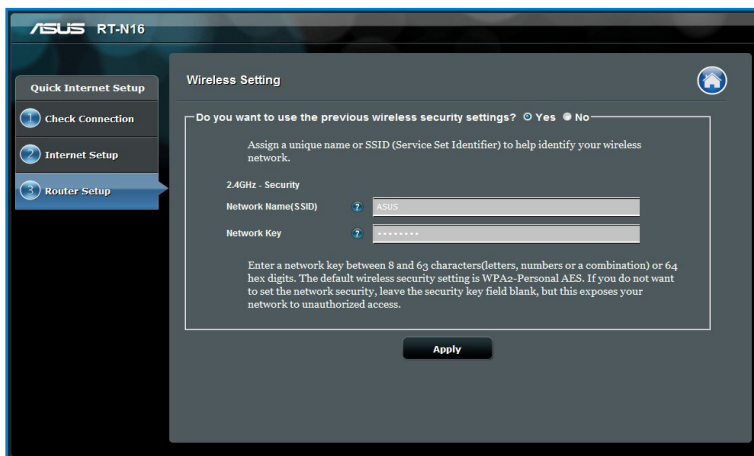 ASUS RT-N16
Quick Internet Setup
1 Check Connection
2 Internet Setup
3 Router Setup
Wireless Setting
Do you want to use the previous wireless security settings? Yes No
Assign a unique name or SSID (Service Set Identifier) to help identify your wireless
network.
2.4GHz - Security
Network Name(SSID) ? ASUS
Network Key ? ••••••••
Enter a network key between 8 and 63 characters(letters, numbers or a combination) or 64
hex digits. The default wireless security setting is WPA2-Personal AES. If you do not want
to set the network security, leave the security key field blank, but this exposes your
network to unauthorized access.
Apply